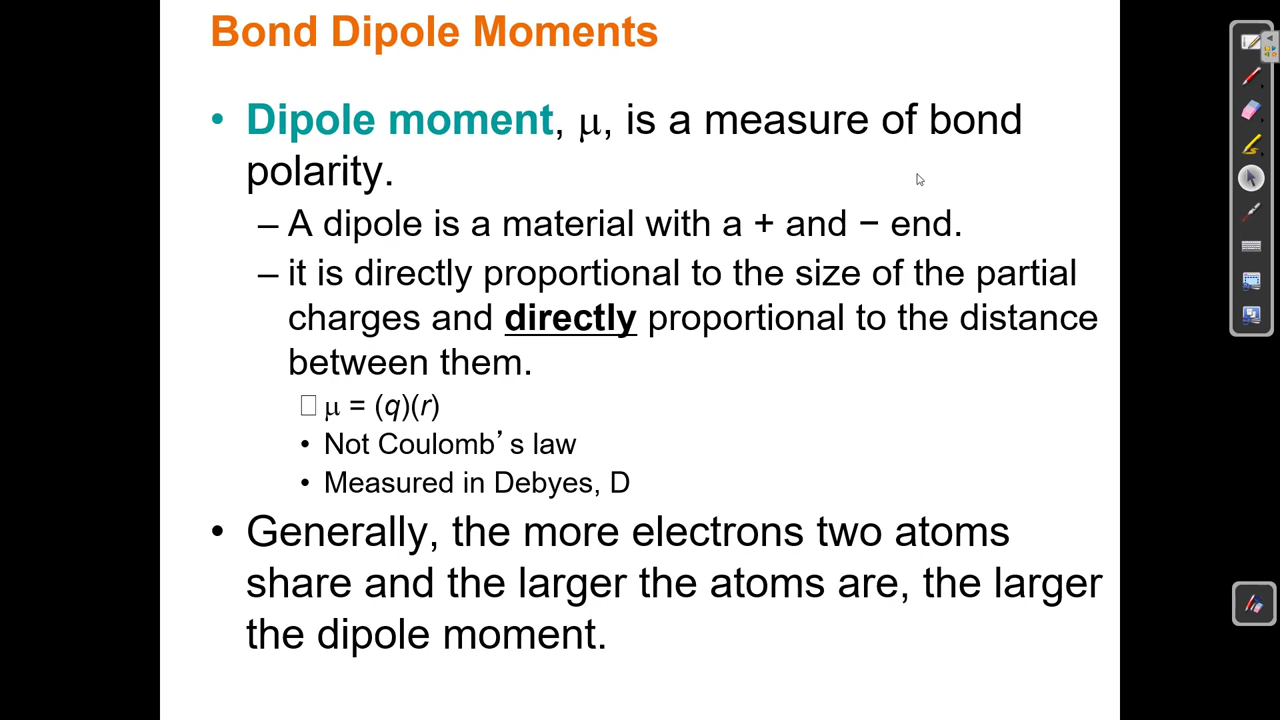 Bond Dipole Moments
• Dipole moment, μ, is a measure of bond
polarity.
– A dipole is a material with a + and − end.
– it is directly proportional to the size of the partial
charges and directly proportional to the distance
between them.
□ μ = (q)(r)
• Not Coulomb’s law
• Measured in Debyes, D
• Generally, the more electrons two atoms
share and the larger the atoms are, the larger
the dipole moment.